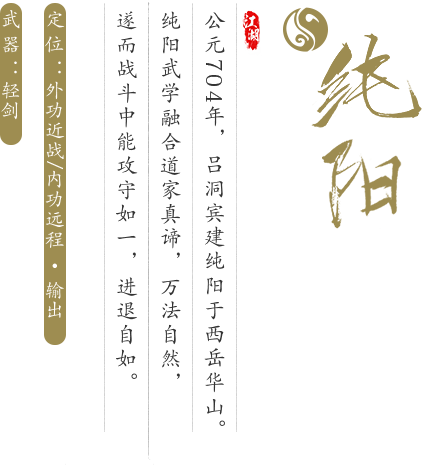 纯阳
江湖
公元704年，吕洞宾建纯阳于西岳华山。
纯阳武学融合道家真谛，万法自然，
遂而战斗中能攻守如一，进退自如。
定位：外功近战/内功远程·输出
武器：轻剑